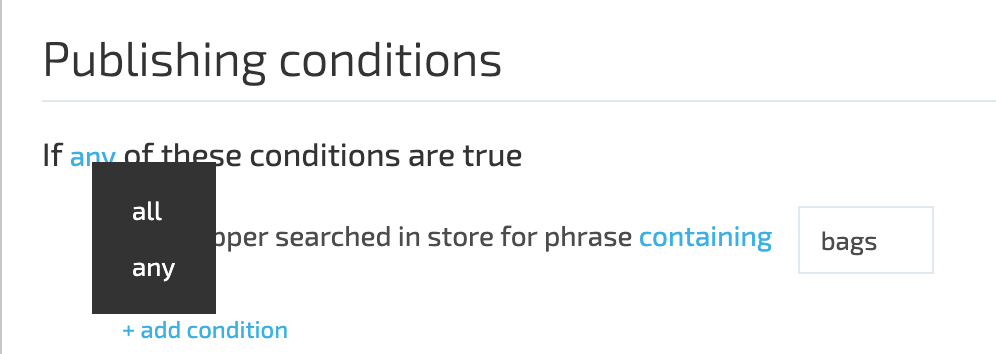 Publishing conditions
If any of these conditions are true
all
searched in store for phrase containing bags
any
+ add condition